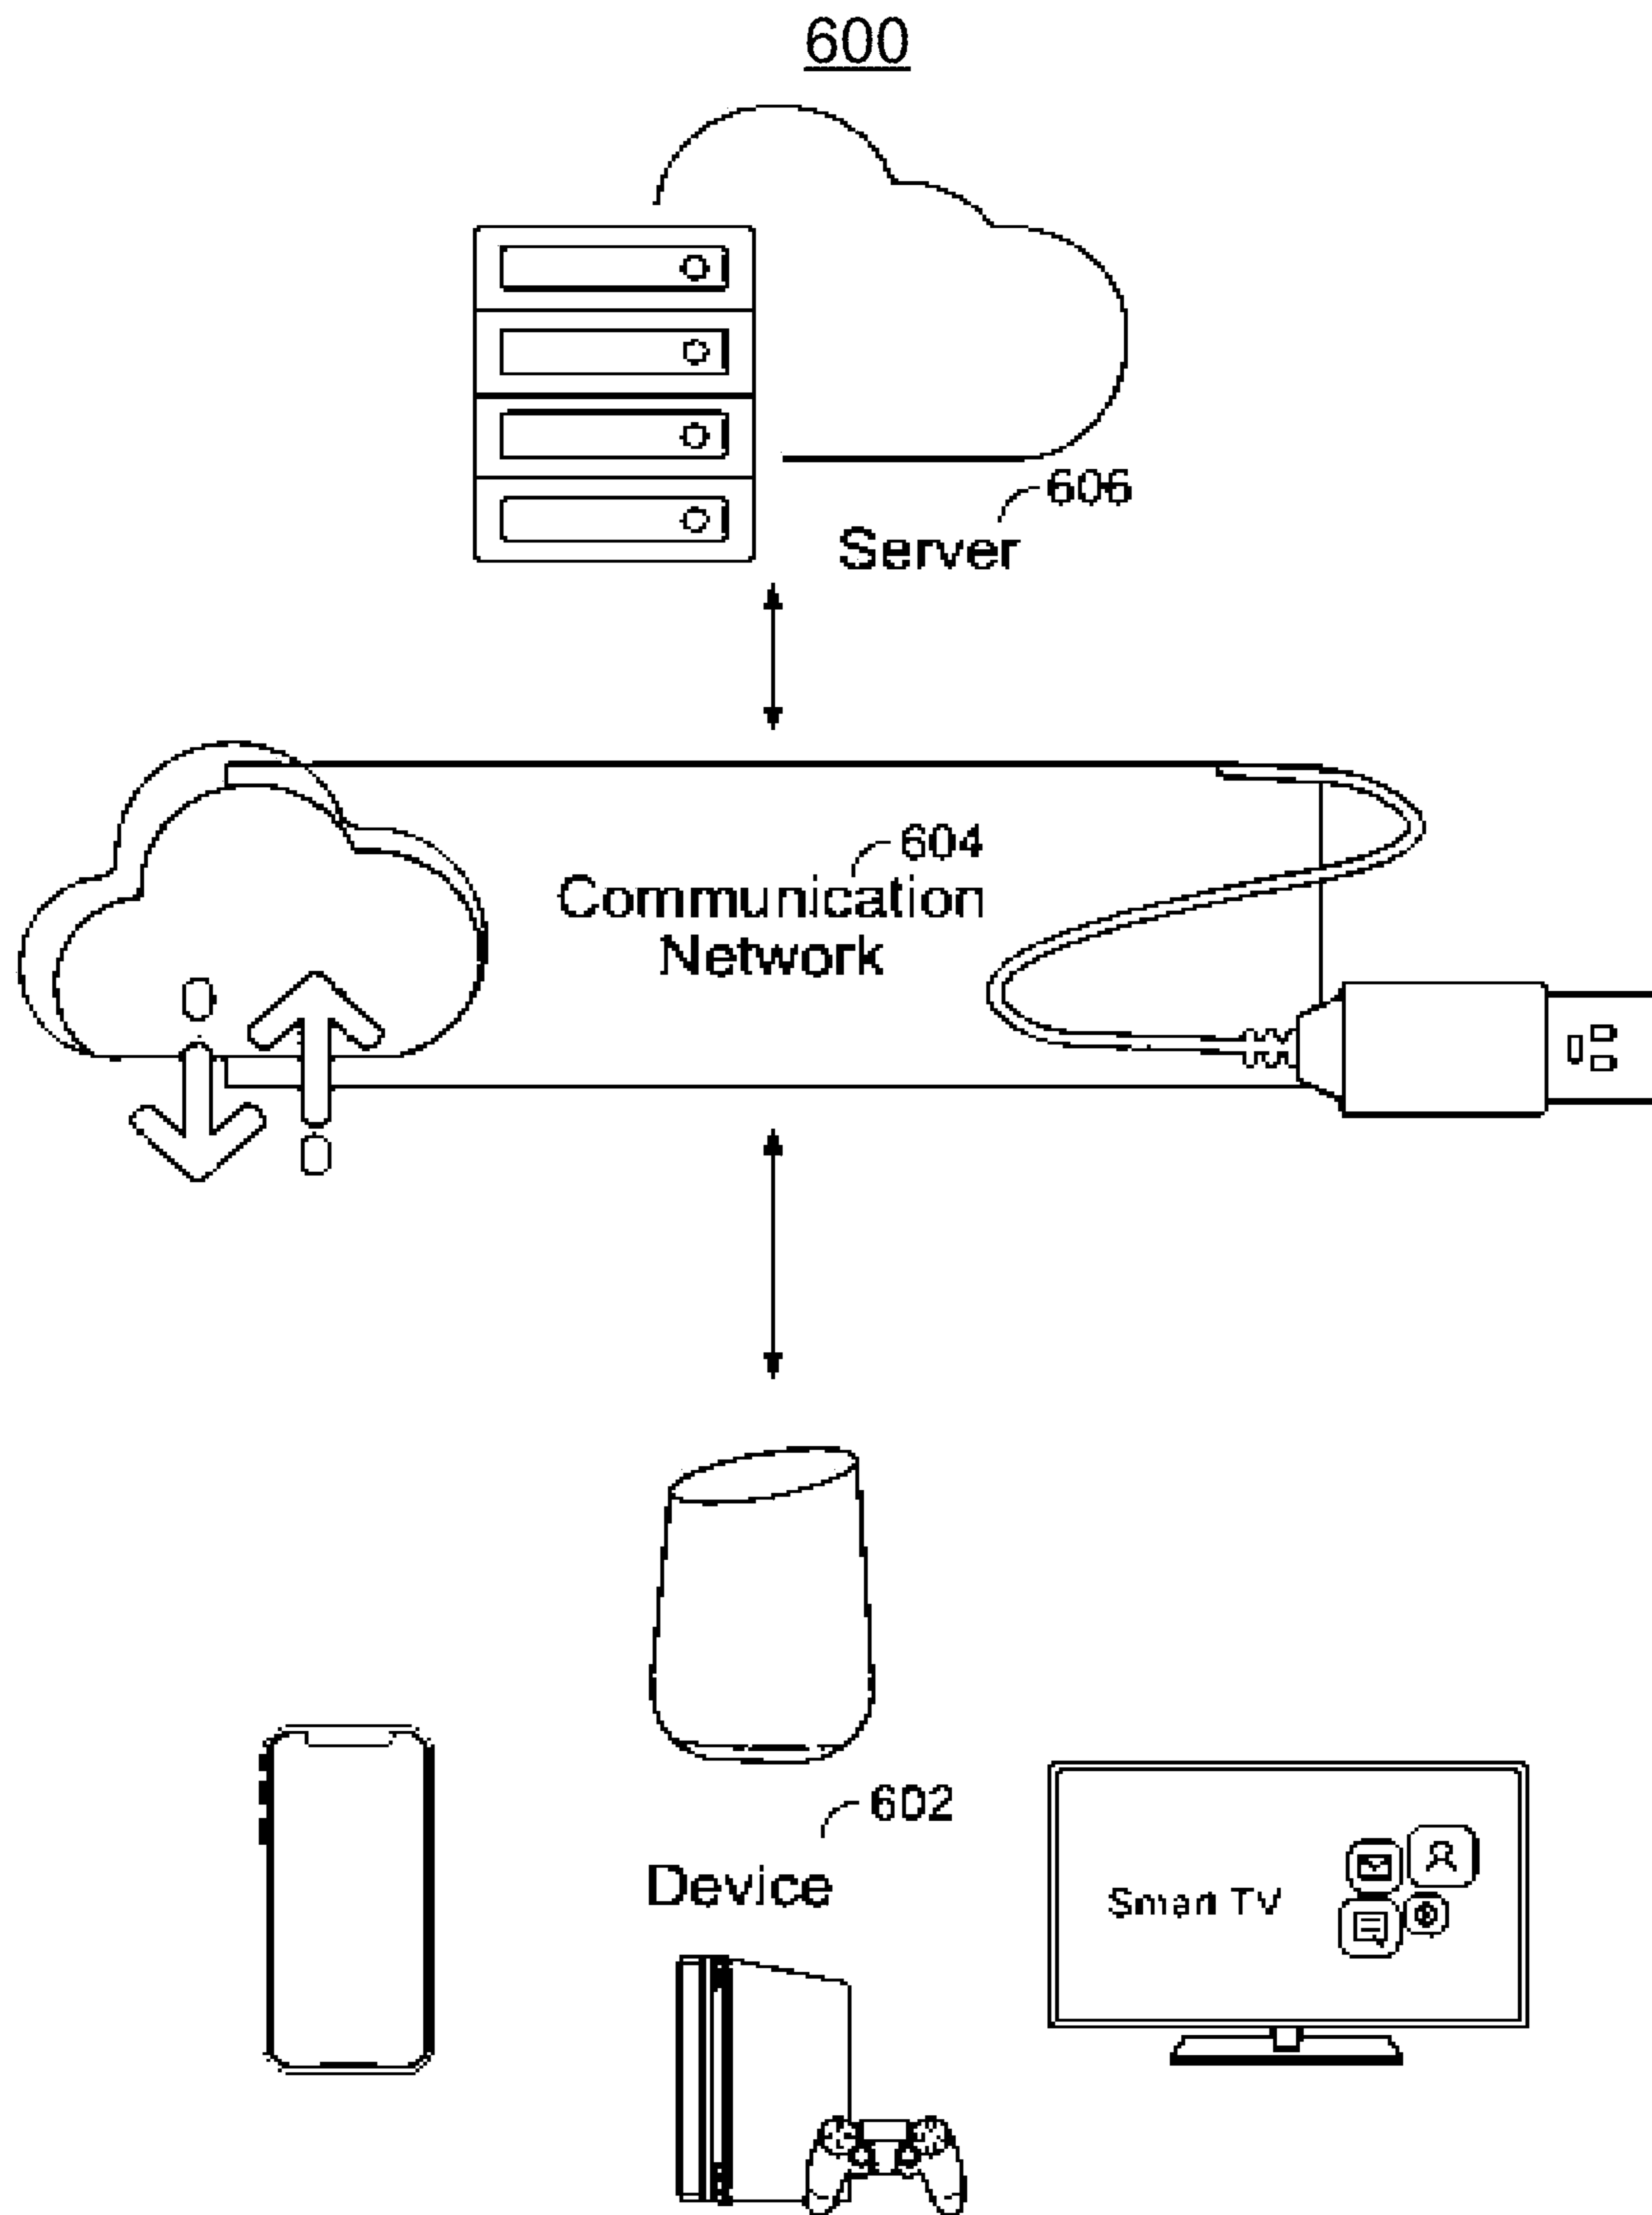 600
606
Server
604
Communication
Network
602
Device
Smart TV